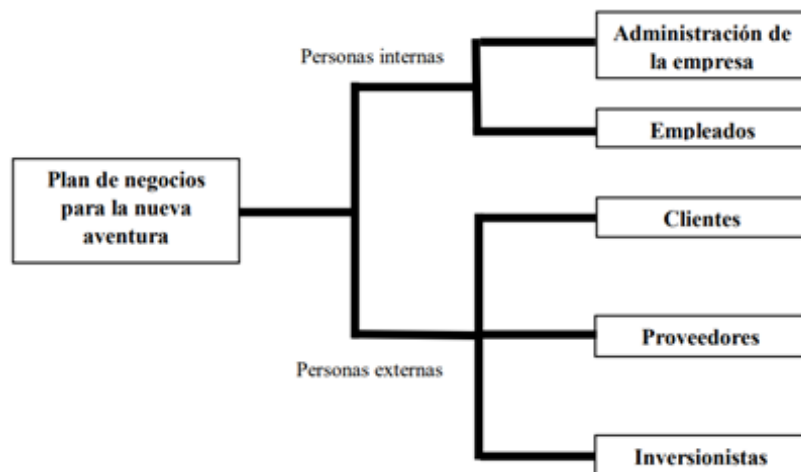 Personas internas
Administración de
la empresa
Empleados
Plan de negocios
para la nueva
aventura
Clientes
Proveedores
Personas externas
Inversionistas